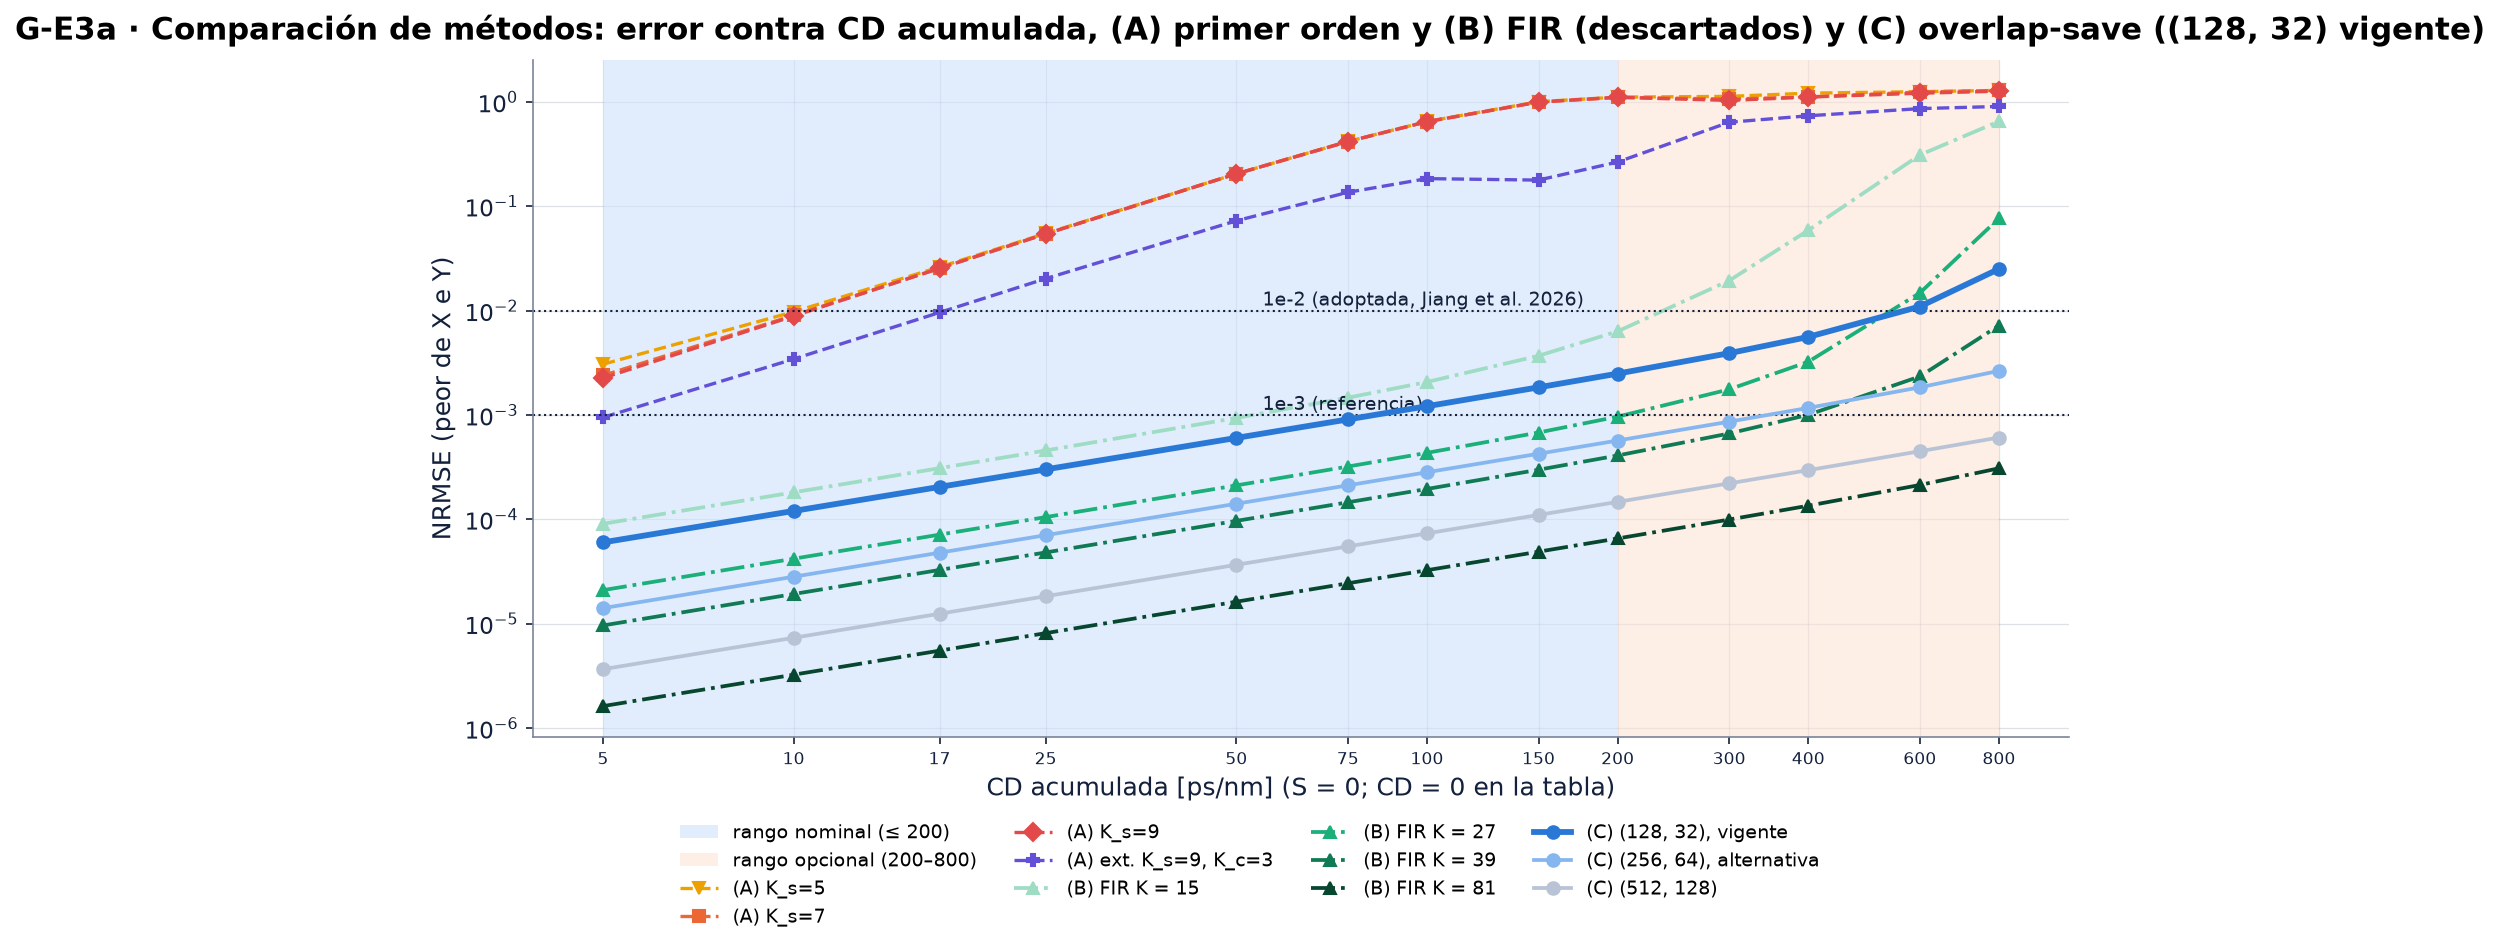 G-E3a · Comparación de métodos: error contra CD acumulada, (A) primer orden y (B) FIR (descartados) y (C) overlap-save ((128, 32) vigente)
NRMSE (peor de X e Y)
10⁰
10⁻¹
10⁻²
10⁻³
10⁻⁴
10⁻⁵
10⁻⁶
1e-2 (adoptada, Jiang et al. 2026)
1e-3 (referencia)
5 10 17 25 50 75 100 150 200 300 400 600 800
CD acumulada [ps/nm] (S = 0; CD = 0 en la tabla)
rango nominal (≤ 200)
rango opcional (200–800)
(A) K_s=5
(A) K_s=7
(A) K_s=9
(A) ext. K_s=9, K_c=3
(B) FIR K = 15
(B) FIR K = 27
(B) FIR K = 39
(B) FIR K = 81
(C) (128, 32), vigente
(C) (256, 64), alternativa
(C) (512, 128)